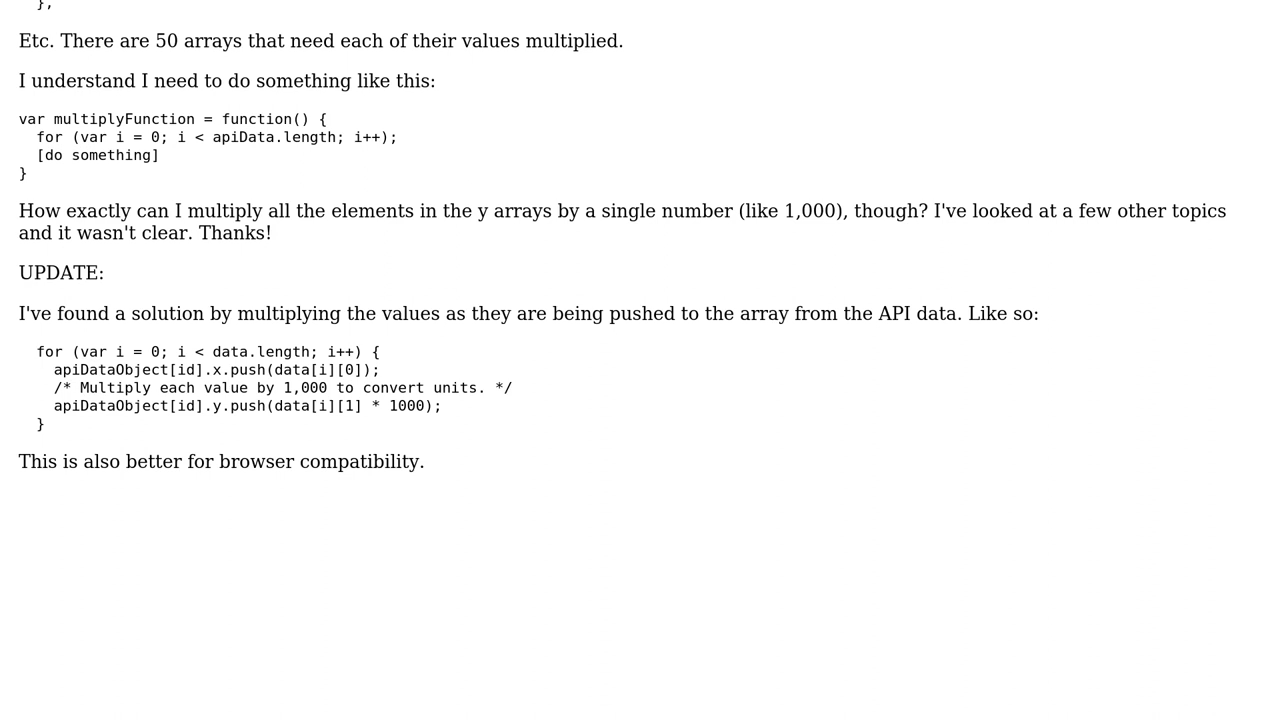 },
Etc. There are 50 arrays that need each of their values multiplied.
I understand I need to do something like this:
var multiplyFunction = function() {
  for (var i = 0; i < apiData.length; i++);
  [do something]
}
How exactly can I multiply all the elements in the y arrays by a single number (like 1,000), though? I've looked at a few other topics
and it wasn't clear. Thanks!
UPDATE:
I've found a solution by multiplying the values as they are being pushed to the array from the API data. Like so:
  for (var i = 0; i < data.length; i++) {
    apiDataObject[id].x.push(data[i][0]);
    /* Multiply each value by 1,000 to convert units. */
    apiDataObject[id].y.push(data[i][1] * 1000);
  }
This is also better for browser compatibility.